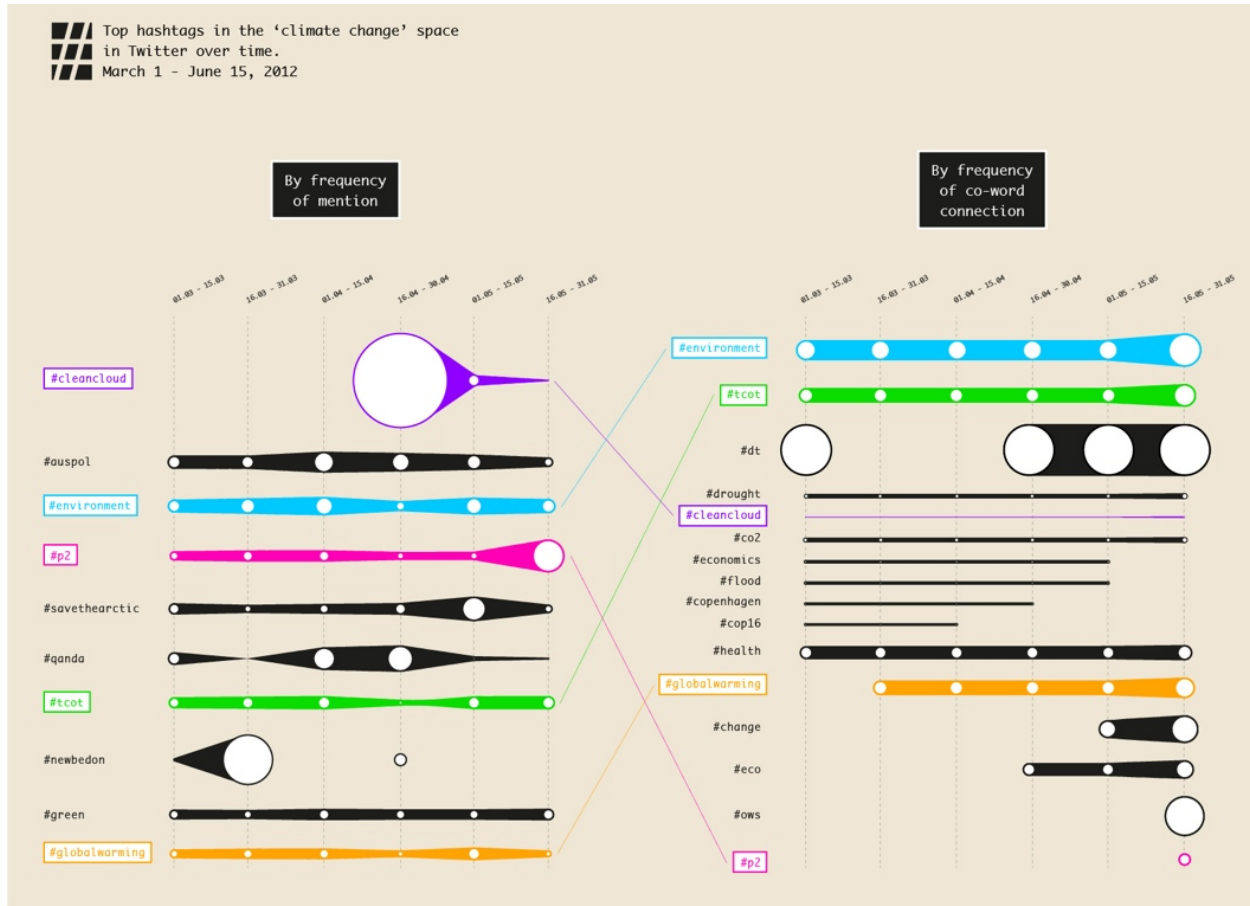 Top hashtags in the ‘climate change’ space
in Twitter over time.
March 1 - June 15, 2012
By frequency
of mention
01.03 - 15.03
16.03 - 31.03
01.04 - 15.04
16.04 - 30.04
01.05 - 15.05
16.05 - 31.05
#cleancloud
#auspol
#environment
#p2
#savethearctic
#qanda
#tcot
#newbedon
#green
#globalwarming
By frequency
of co-word
connection
01.03 - 15.03
16.03 - 31.03
01.04 - 15.04
16.04 - 30.04
01.05 - 15.05
16.05 - 31.05
#environment
#tcot
#dt
#drought
#cleancloud
#co2
#economics
#flood
#copenhagen
#cop16
#health
#globalwarming
#change
#eco
#ows
#p2